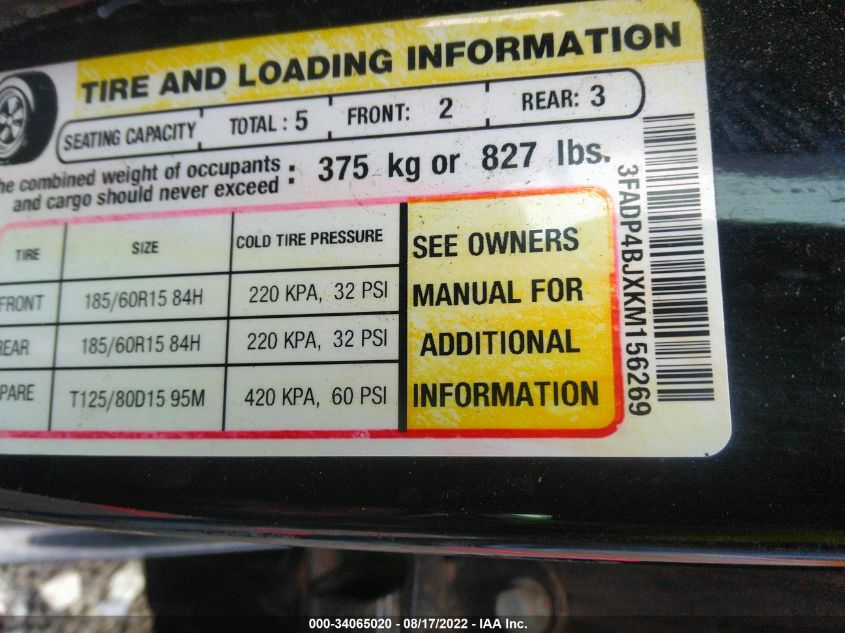 TIRE AND LOADING INFORMATION
SEATING CAPACITY TOTAL : 5 FRONT: 2 REAR: 3
he combined weight of occupants
and cargo should never exceed : 375 kg or 827 lbs.
TIRE SIZE COLD TIRE PRESSURE
FRONT 185/60R15 84H 220 KPA, 32 PSI
REAR 185/60R15 84H 220 KPA, 32 PSI
PARE T125/80D15 95M 420 KPA, 60 PSI
SEE OWNERS
MANUAL FOR
ADDITIONAL
INFORMATION
3FADP4BJXKM156269
000-34065020 - 08/17/2022 - IAA Inc.